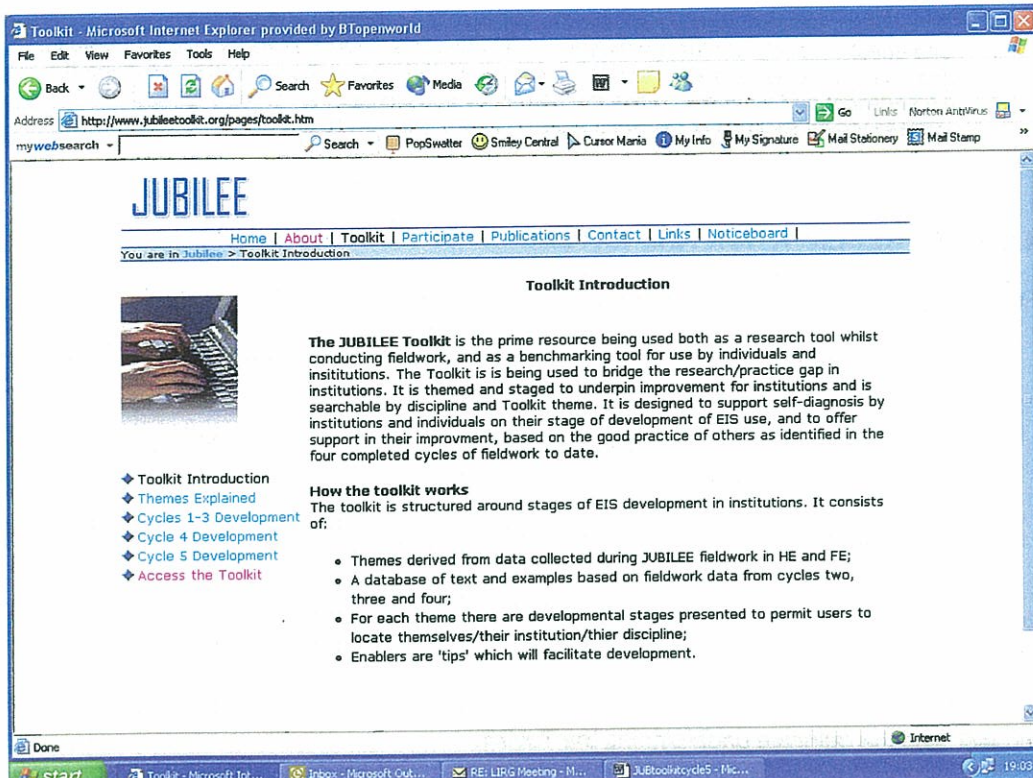 Toolkit - Microsoft Internet Explorer provided by BTopenworld
File Edit View Favorites Tools Help
Back Search Favorites Media
Address http://www.jubileetoolkit.org/pages/toolkit.htm Go Links Norton AntiVirus
mywebsearch Search PopSwatter Smiley Central Cursor Mania My Info My Signature Mail Stationery Mail Stamp »
JUBILEE
Home | About | Toolkit | Participate | Publications | Contact | Links | Noticeboard |
You are in Jubilee > Toolkit Introduction
Toolkit Introduction
The JUBILEE Toolkit is the prime resource being used both as a research tool whilst
conducting fieldwork, and as a benchmarking tool for use by individuals and
insititutions. The Toolkit is is being used to bridge the research/practice gap in
institutions. It is themed and staged to underpin improvement for institutions and is
searchable by discipline and Toolkit theme. It is designed to support self-diagnosis by
institutions and individuals on their stage of development of EIS use, and to offer
support in their improvment, based on the good practice of others as identified in the
four completed cycles of fieldwork to date.
Toolkit Introduction
Themes Explained
Cycles 1-3 Development
Cycle 4 Development
Cycle 5 Development
Access the Toolkit
How the toolkit works
The toolkit is structured around stages of EIS development in institutions. It consists
of:
• Themes derived from data collected during JUBILEE fieldwork in HE and FE;
• A database of text and examples based on fieldwork data from cycles two,
three and four;
• For each theme there are developmental stages presented to permit users to
locate themselves/their institution/thier discipline;
• Enablers are 'tips' which will facilitate development.
Done Internet
start Toolkit - Microsoft Int... Inbox - Microsoft Out... RE: LIRG Meeting - M... JUBtoolkitcycle5 - Mic... 19:03